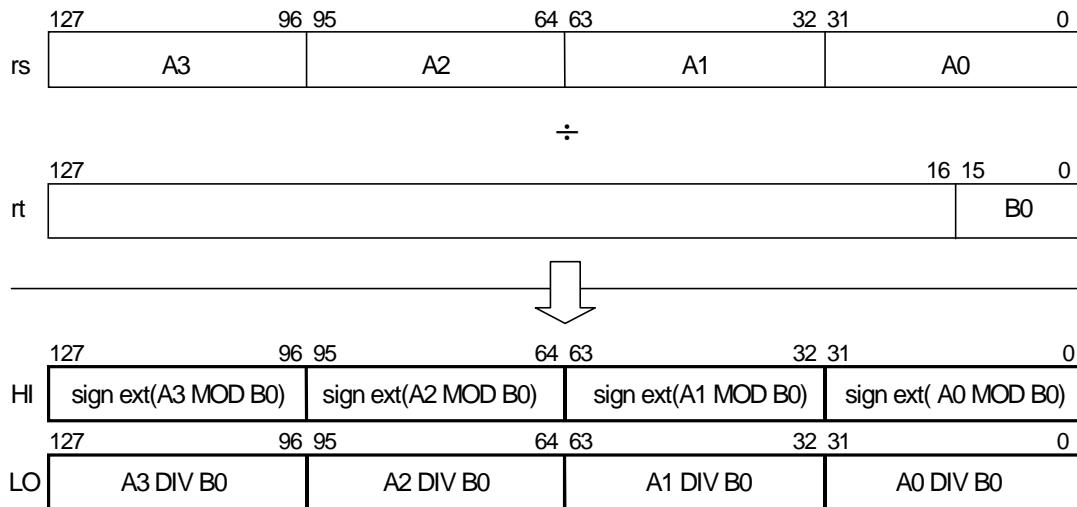 127 96 95 64 63 32 31 0
rs A3 A2 A1 A0
÷
127 16 15 0
rt B0
127 96 95 64 63 32 31 0
HI sign ext(A3 MOD B0) sign ext(A2 MOD B0) sign ext(A1 MOD B0) sign ext( A0 MOD B0)
127 96 95 64 63 32 31 0
LO A3 DIV B0 A2 DIV B0 A1 DIV B0 A0 DIV B0